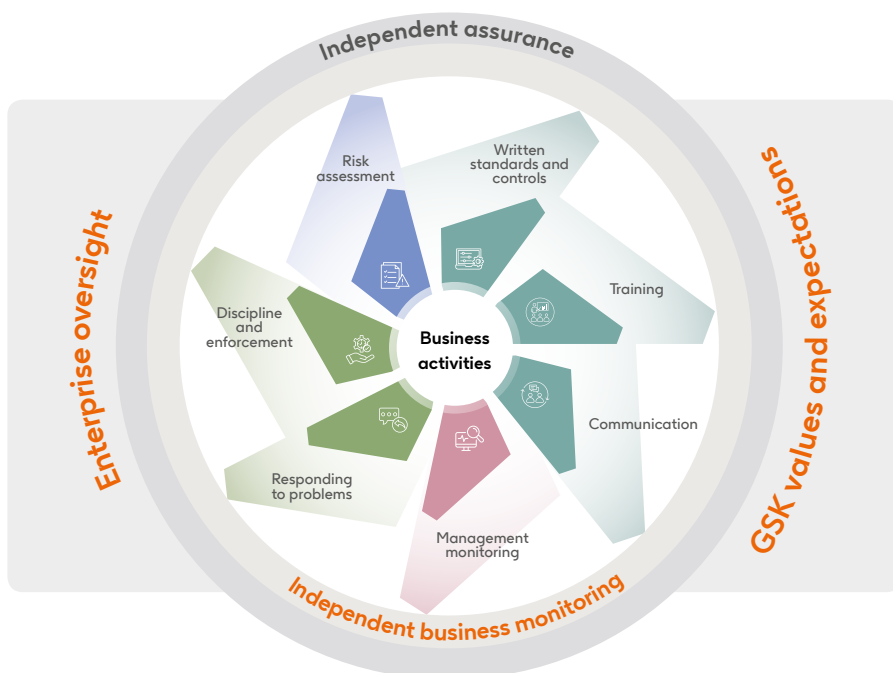 Independent assurance
Risk
assessment
Written
standards and
controls
Training
Communication
Management
monitoring
Responding
to problems
Discipline
and
enforcement
Business
activities
Enterprise oversight
GSK values and expectations
Independent business monitoring